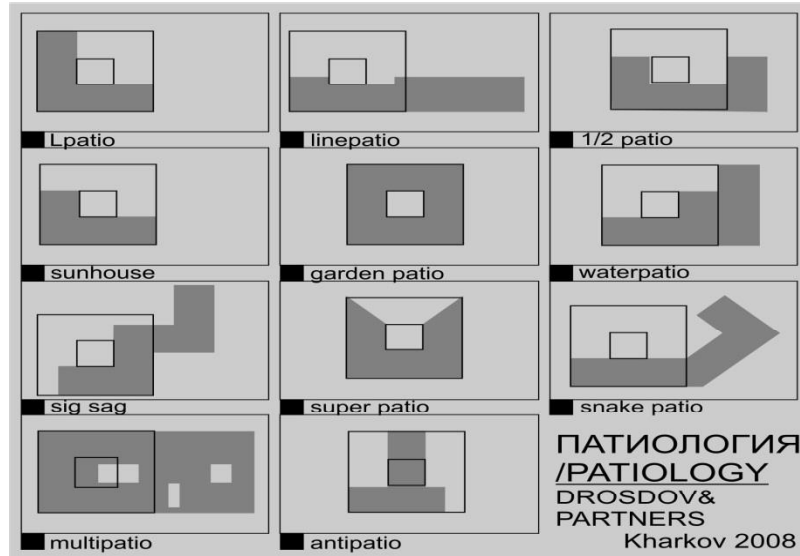 Lpatio
linepatio
1/2 patio
sunhouse
garden patio
waterpatio
sig sag
super patio
snake patio
multipatio
antipatio
ПАТИОЛОГИЯ
/PATIOLOGY
DROSDOV&
PARTNERS
Kharkov 2008